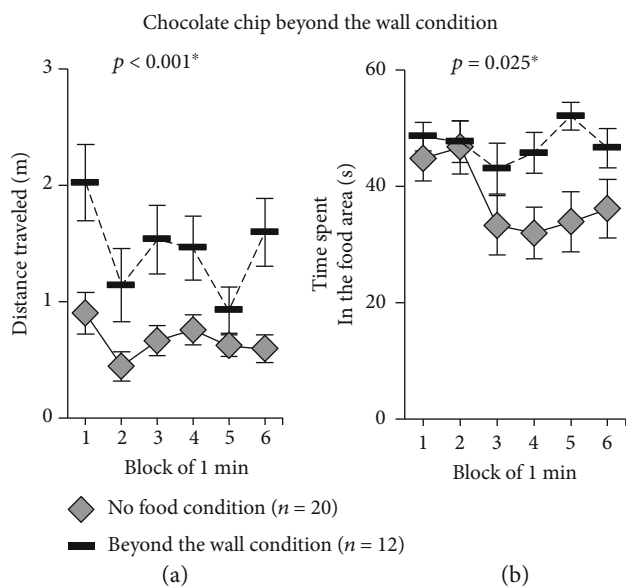 Chocolate chip beyond the wall condition
p < 0.001*
3
2
1
0
Distance traveled (m)
1 2 3 4 5 6
Block of 1 min
p = 0.025*
60
40
20
0
Time spent
In the food area (s)
1 2 3 4 5 6
Block of 1 min
No food condition (n = 20)
Beyond the wall condition (n = 12)
(a)
(b)